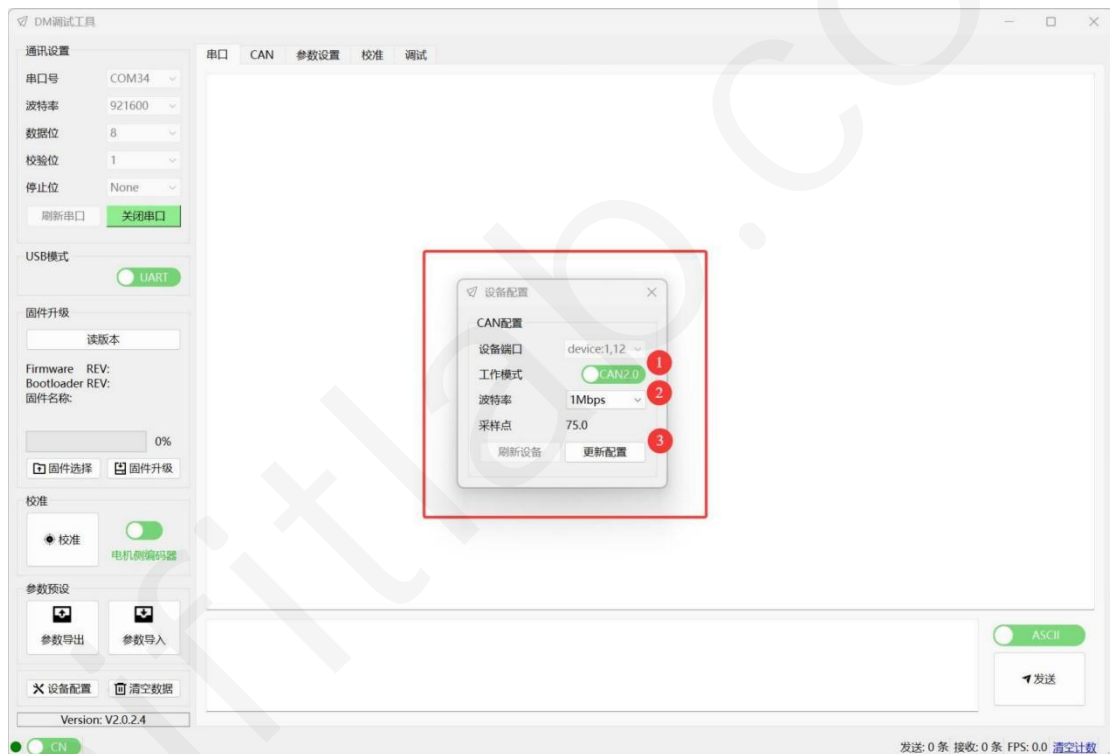 DM调试工具
通讯设置
串口号 COM34
波特率 921600
数据位 8
校验位 1
停止位 None
刷新串口 关闭串口
USB模式
UART
固件升级
读版本
Firmware REV:
Bootloader REV:
固件名称:
0%
固件选择 固件升级
校准
校准
电机侧编码器
参数预设
参数导出 参数导入
设备配置 清空数据
Version: V2.0.2.4
CN
串口 CAN 参数设置 校准 调试
设备配置
CAN配置
设备端口 device:1,12
1
工作模式 CAN2.0
2
波特率 1Mbps
采样点 75.0
3
刷新设备 更新配置
ASCII
发送
发送: 0 条 接收: 0 条 FPS: 0.0 清空计数